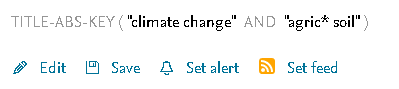 TITLE-ABS-KEY ( "climate change" AND "agric* soil" )
Edit Save Set alert Set feed